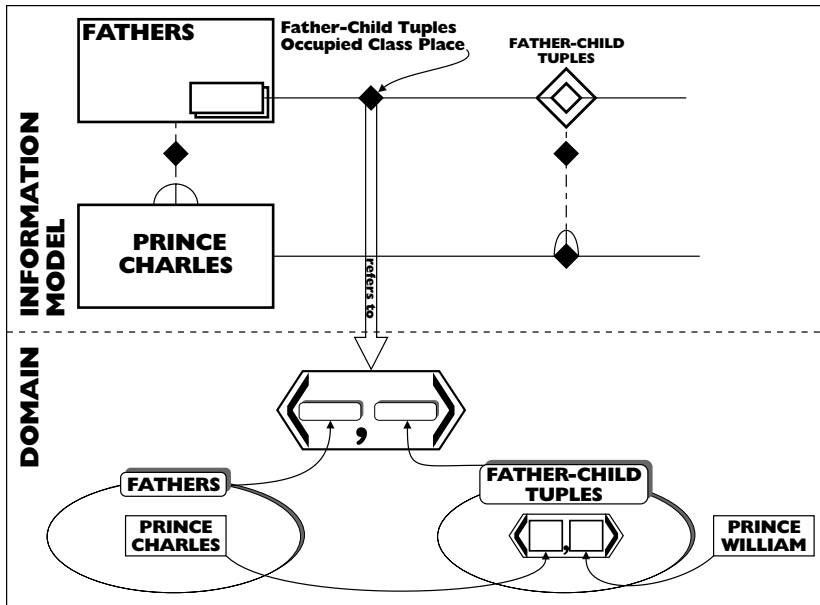 FATHERS
Father-Child Tuples
Occupied Class Place
FATHER-CHILD
TUPLES
INFORMATION
MODEL
PRINCE
CHARLES
refers to
DOMAIN
,
FATHERS
FATHER-CHILD
TUPLES
PRINCE
CHARLES
,
PRINCE
WILLIAM